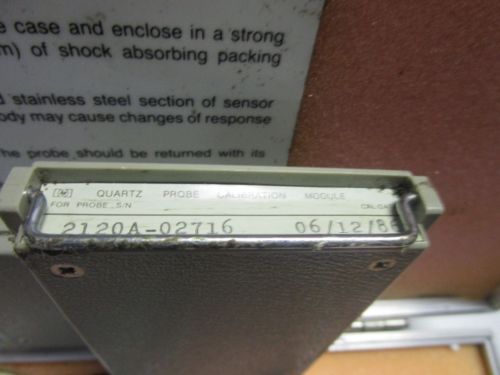 case and enclose in a strong
of shock absorbing packing
stainless steel section of sensor
may cause changes of response
The probe should be returned with its
hp QUARTZ PROBE CALIBRATION MODULE
FOR PROBE S/N
2120A-02716 06/12/8